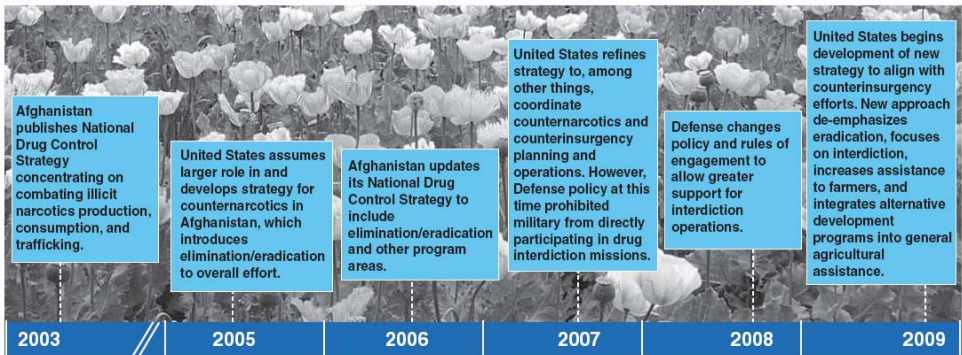 Afghanistan
publishes National
Drug Control
Strategy
concentrating on
combating illicit
narcotics production,
consumption, and
trafficking.
United States assumes
larger role in and
develops strategy for
counternarcotics in
Afghanistan, which
introduces
elimination/eradication
to overall effort.
Afghanistan updates
its National Drug
Control Strategy to
include
elimination/eradication
and other program
areas.
United States refines
strategy to, among
other things,
coordinate
counternarcotics and
counterinsurgency
planning and
operations. However,
Defense policy at this
time prohibited
military from directly
participating in drug
interdiction missions.
Defense changes
policy and rules of
engagement to
allow greater
support for
interdiction
operations.
United States begins
development of new
strategy to align with
counterinsurgency
efforts. New approach
de-emphasizes
eradication, focuses
on interdiction,
increases assistance
to farmers, and
integrates alternative
development
programs into general
agricultural
assistance.
2003
2005
2006
2007
2008
2009